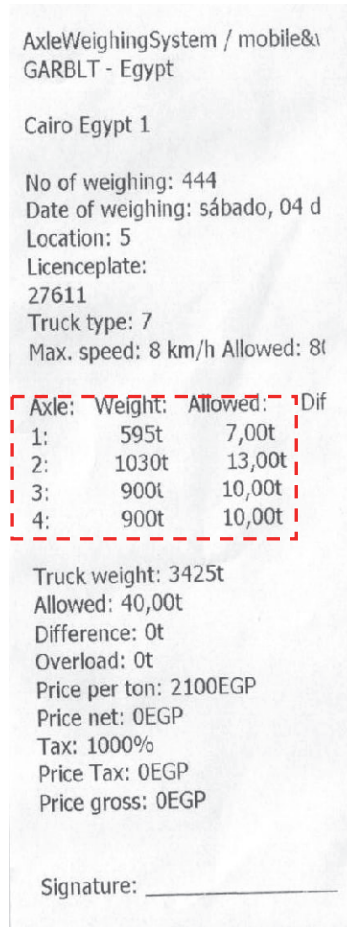 AxleWeighingSystem / mobile&
GARBLT - Egypt
Cairo Egypt 1
No of weighing: 444
Date of weighing: sábado, 04 d
Location: 5
Licenceplate:
27611
Truck type: 7
Max. speed: 8 km/h Allowed: 8
Axle: Weight: Allowed: Dif
1: 595t 7,00t
2: 1030t 13,00t
3: 900t 10,00t
4: 900t 10,00t
Truck weight: 3425t
Allowed: 40,00t
Difference: 0t
Overload: 0t
Price per ton: 2100EGP
Price net: 0EGP
Tax: 1000%
Price Tax: 0EGP
Price gross: 0EGP
Signature: